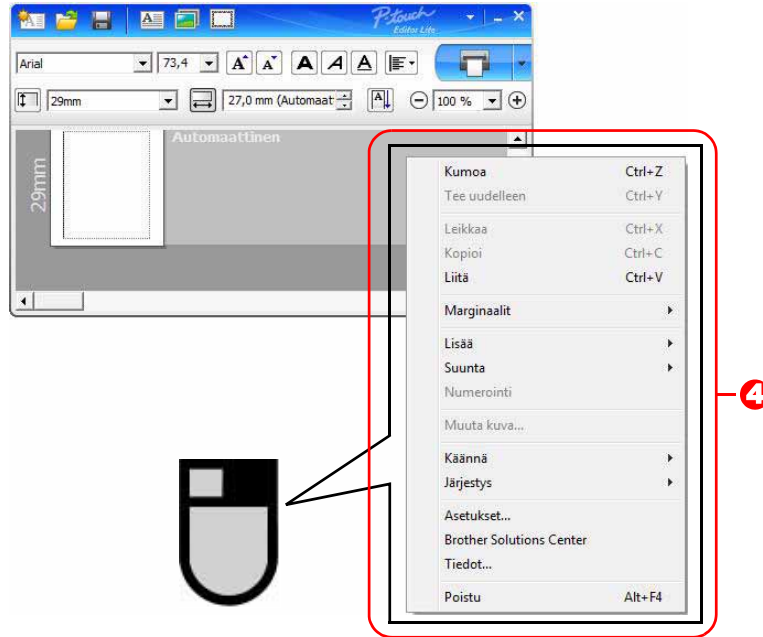 P-touch
Editor Lite
Arial 73,4 A A A A A
29mm 27,0 mm (Automaat A 100 %
Automaattinen
29mm
Kumoa Ctrl+Z
Tee uudelleen Ctrl+Y
Leikkaa Ctrl+X
Kopioi Ctrl+C
Liitä Ctrl+V
Marginaalit
Lisää
Suunta
Numerointi
Muuta kuva...
Käännä
Järjestys
Asetukset...
Brother Solutions Center
Tiedot...
Poistu Alt+F4
4